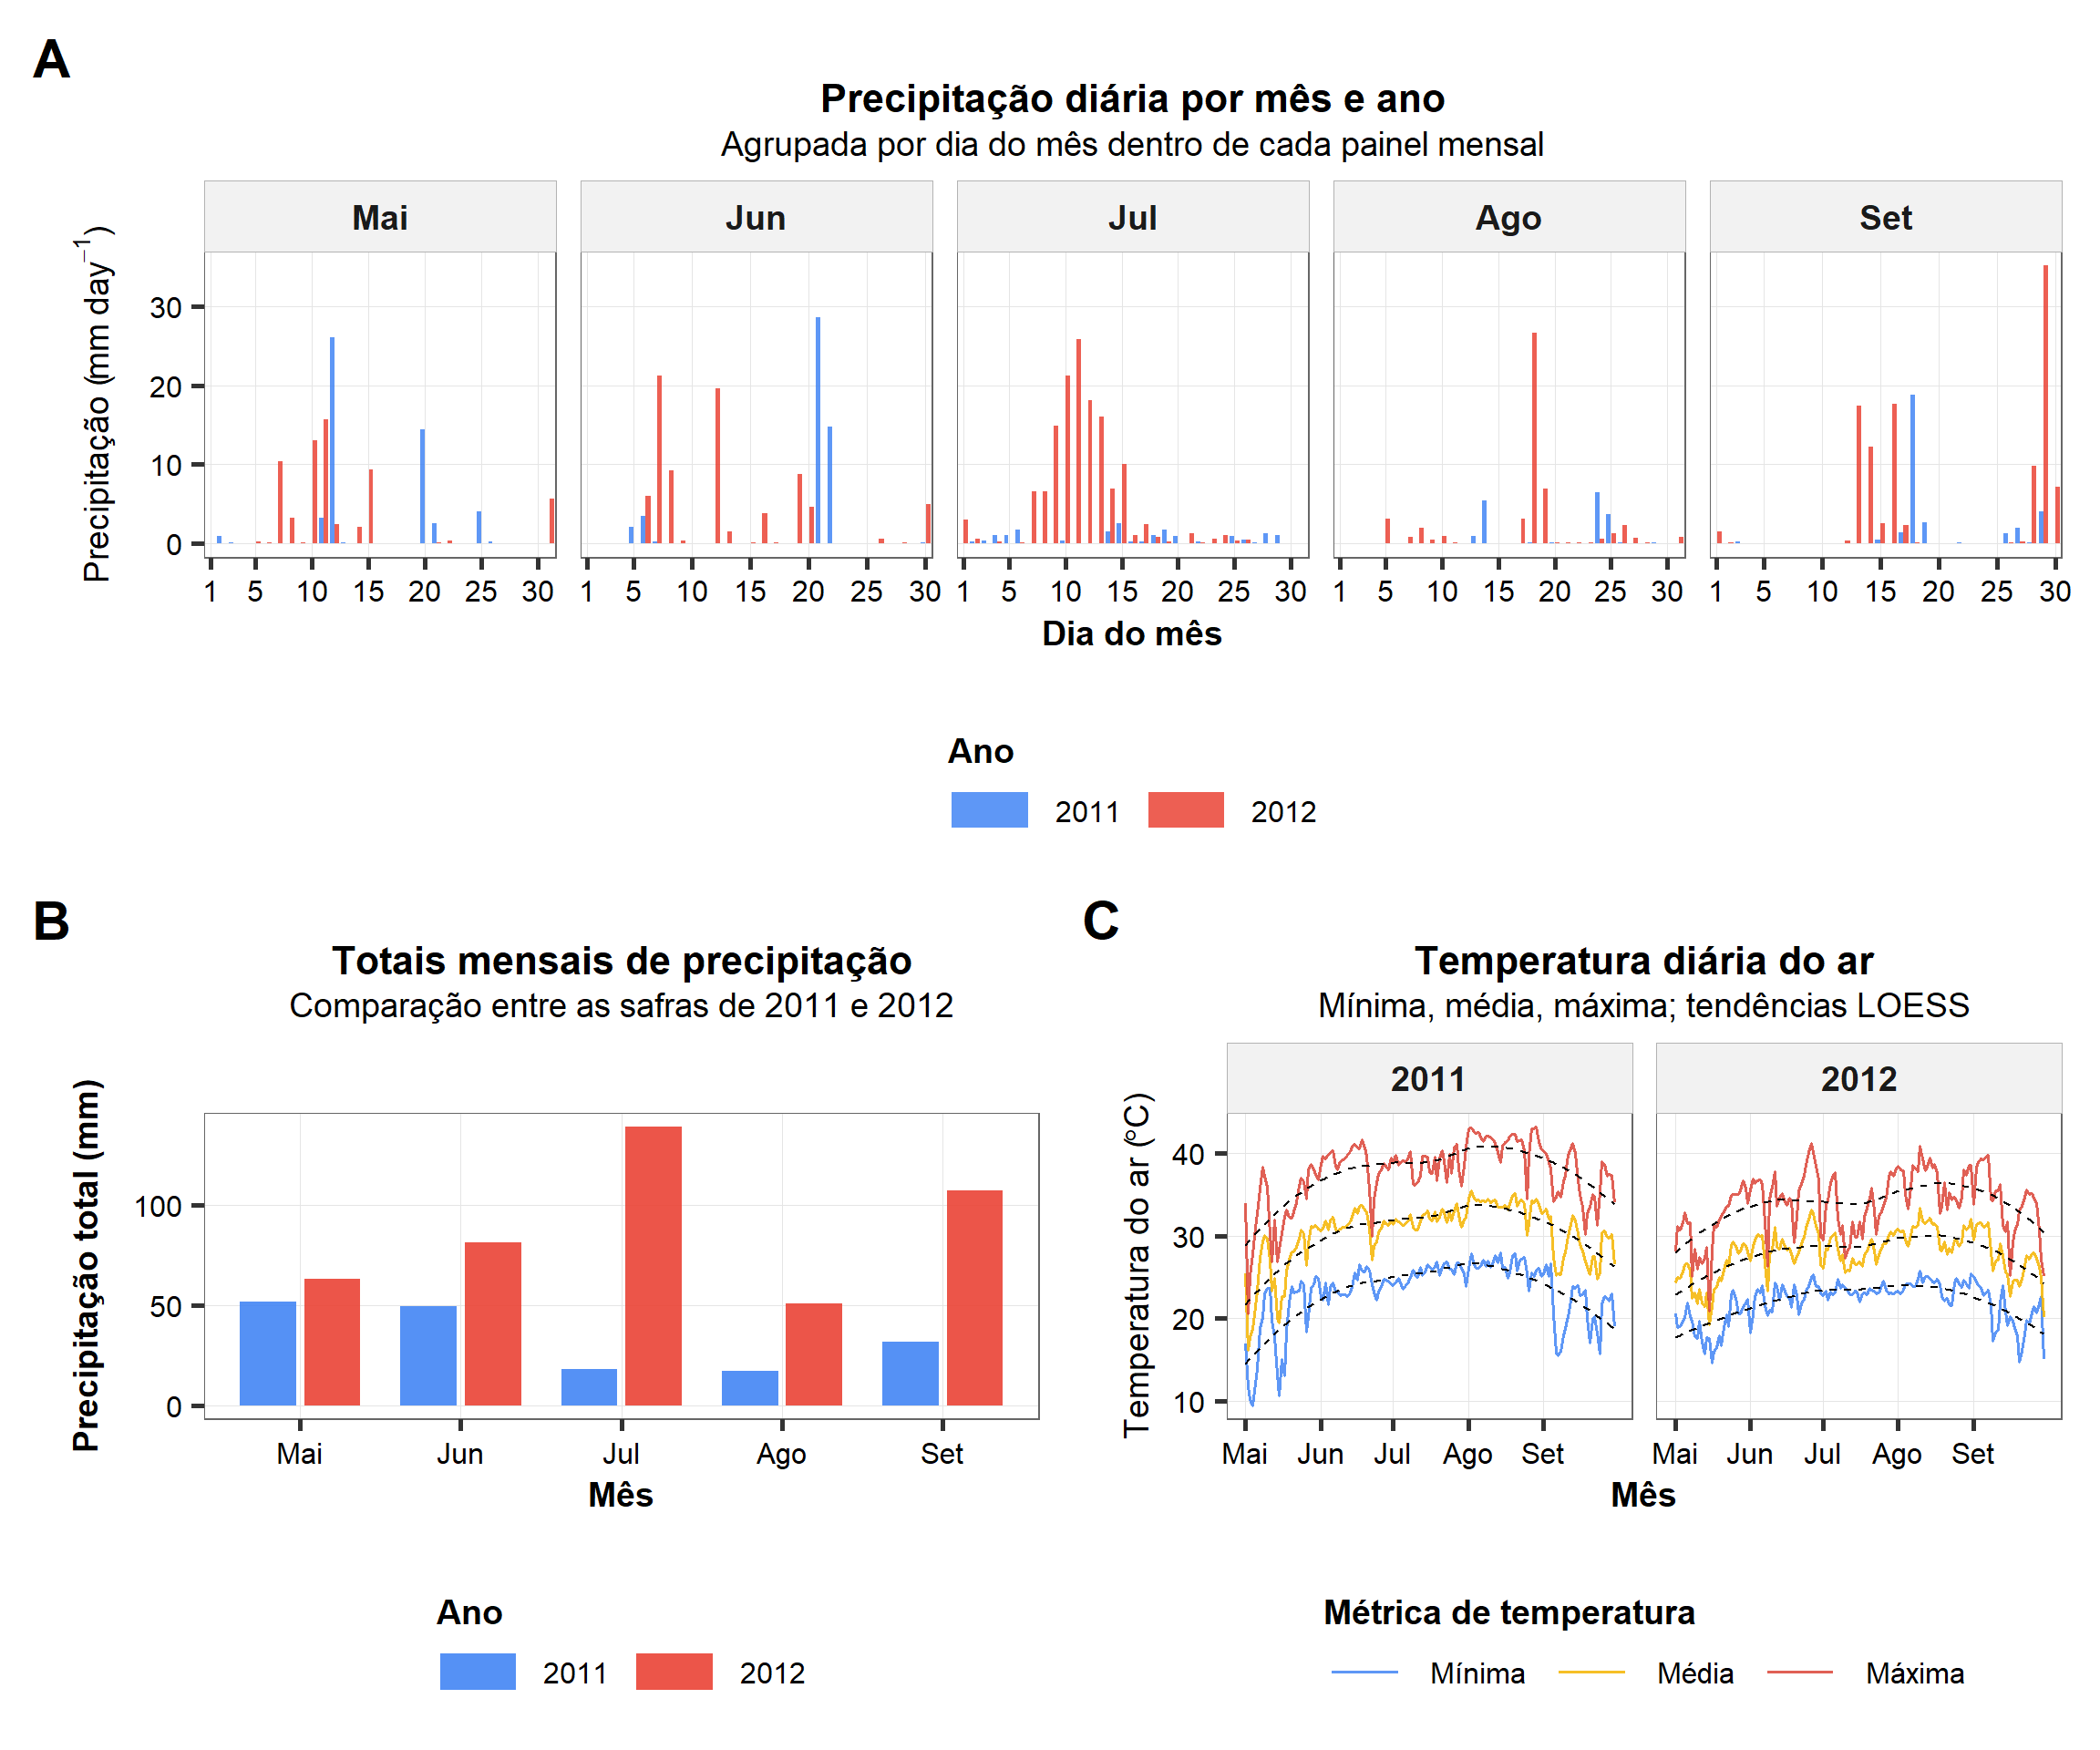 A
Precipitação diária por mês e ano
Agrupada por dia do mês dentro de cada painel mensal
Mai Jun Jul Ago Set
Precipitação (mm day⁻¹)
30
20
10
0
1 5 10 15 20 25 30 1 5 10 15 20 25 30 1 5 10 15 20 25 30 1 5 10 15 20 25 30 1 5 10 15 20 25 30
Dia do mês
Ano
2011 2012
B
Totais mensais de precipitação
Comparação entre as safras de 2011 e 2012
Precipitação total (mm)
100
50
0
Mai Jun Jul Ago Set
Mês
Ano
2011 2012
C
Temperatura diária do ar
Mínima, média, máxima; tendências LOESS
2011 2012
Temperatura do ar (°C)
40
30
20
10
Mai Jun Jul Ago Set Mai Jun Jul Ago Set
Mês
Métrica de temperatura
Mínima Média Máxima